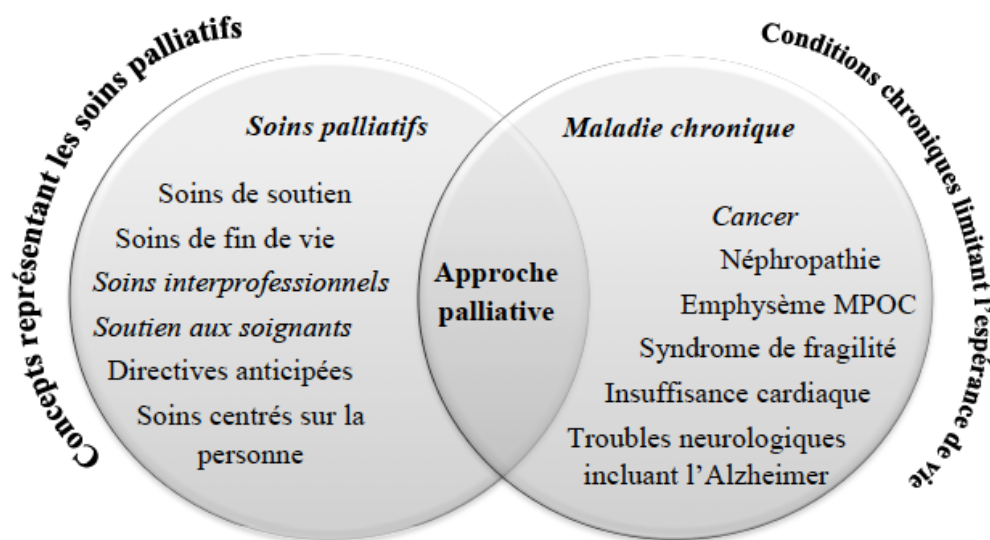 Concepts représentant les soins palliatifs
Soins palliatifs
Soins de soutien
Soins de fin de vie
Soins interprofessionnels
Soutien aux soignants
Directives anticipées
Soins centrés sur la
personne
Approche
palliative
Conditions chroniques limitant l'espérance de vie
Maladie chronique
Cancer
Néphropathie
Emphysème MPOC
Syndrome de fragilité
Insuffisance cardiaque
Troubles neurologiques
incluant l'Alzheimer